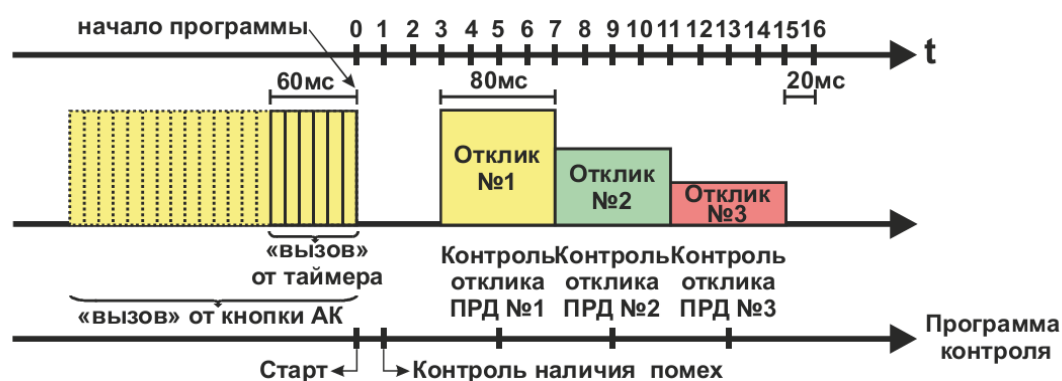 начало программы
0 1 2 3 4 5 6 7 8 9 10 11 12 13 14 15 16
t
60мс
80мс
20мс
Отклик
№1
Отклик
№2
Отклик
№3
«вызов»
от таймера
«вызов» от кнопки АК
Контроль
отклика
ПРД №1
Контроль
отклика
ПРД №2
Контроль
отклика
ПРД №3
Программа
контроля
Старт
Контроль наличия помех